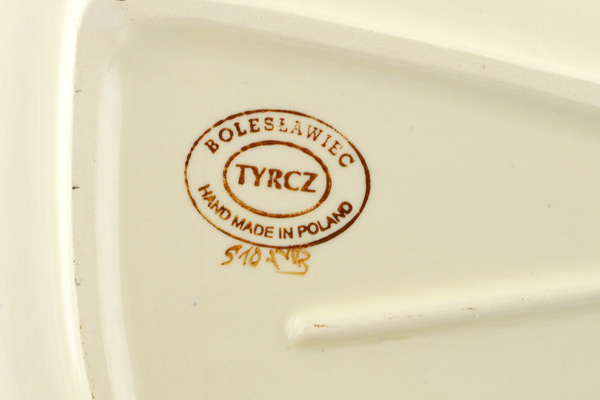 BOLESŁAWIEC
TYRCZ
HAND MADE IN POLAND